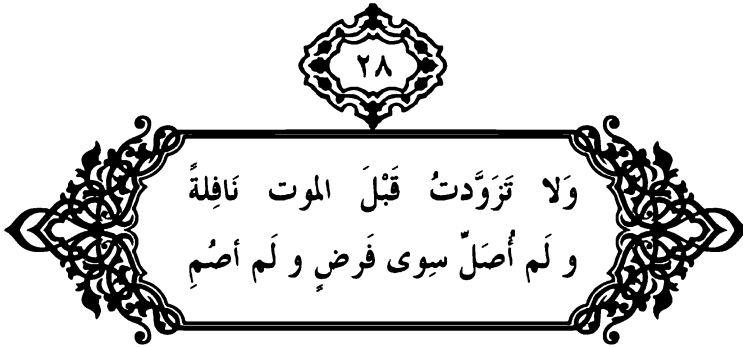 ٢٨
وَلا تَزَوَّدتُ قَبْلَ الموت نَافِلةً
و لَم أُصَلِّ سِوى فَرضٍ و لَم أصُمِ